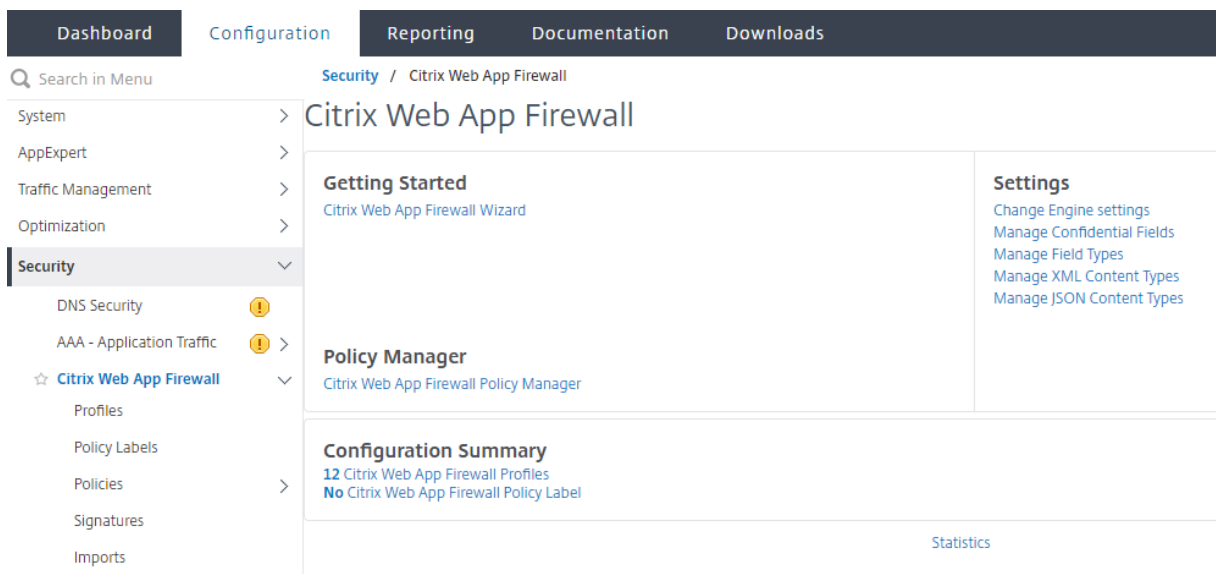 Dashboard Configuration Reporting Documentation Downloads
Search in Menu
System
AppExpert
Traffic Management
Optimization
Security
DNS Security
AAA - Application Traffic
Citrix Web App Firewall
Profiles
Policy Labels
Policies
Signatures
Imports
Security / Citrix Web App Firewall
Citrix Web App Firewall
Getting Started
Citrix Web App Firewall Wizard
Policy Manager
Citrix Web App Firewall Policy Manager
Settings
Change Engine settings
Manage Confidential Fields
Manage Field Types
Manage XML Content Types
Manage JSON Content Types
Configuration Summary
12 Citrix Web App Firewall Profiles
No Citrix Web App Firewall Policy Label
Statistics